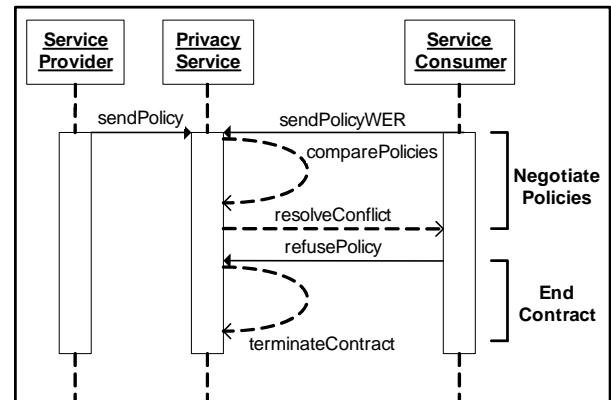 Service
Provider
Privacy
Service
Service
Consumer
sendPolicy
sendPolicyWER
comparePolicies
Negotiate
Policies
resolveConflict
refusePolicy
End
Contract
terminateContract